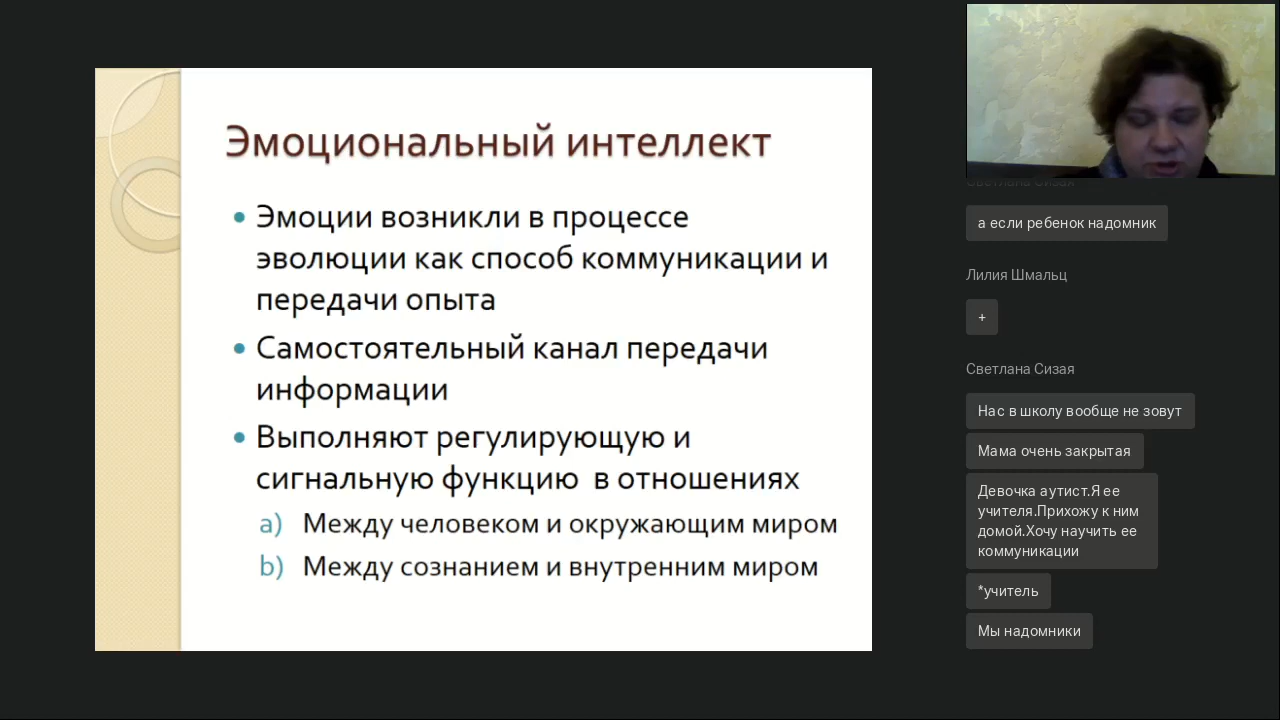 Эмоциональный интеллект
• Эмоции возникли в процессе
эволюции как способ коммуникации и
передачи опыта
• Самостоятельный канал передачи
информации
• Выполняют регулирующую и
сигнальную функцию в отношениях
a) Между человеком и окружающим миром
b) Между сознанием и внутренним миром
Светлана Сизая
а если ребенок надомник
Лилия Шмальц
+
Светлана Сизая
Нас в школу вообще не зовут
Мама очень закрытая
Девочка аутист.Я ее
учителя.Прихожу к ним
домой.Хочу научить ее
коммуникации
*учитель
Мы надомники